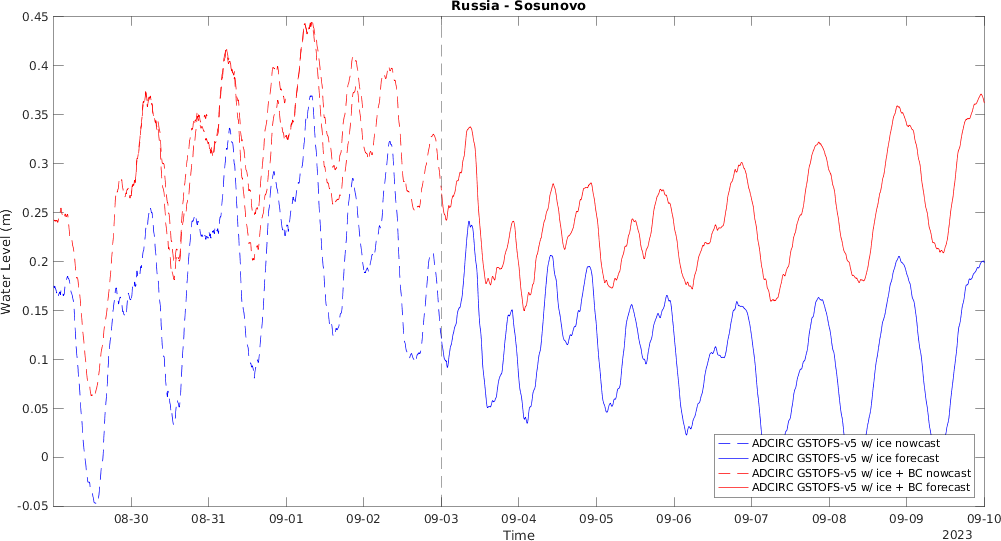 Russia - Sosunovo
0.45
0.4
0.35
0.3
0.25
0.2
0.15
0.1
0.05
0
-0.05
Water Level (m)
ADCIRC GSTOFS-v5 w/ ice nowcast
ADCIRC GSTOFS-v5 w/ ice forecast
ADCIRC GSTOFS-v5 w/ ice + BC nowcast
ADCIRC GSTOFS-v5 w/ ice + BC forecast
08-30 08-31 09-01 09-02 09-03 09-04 09-05 09-06 09-07 09-08 09-09 09-10
Time
2023